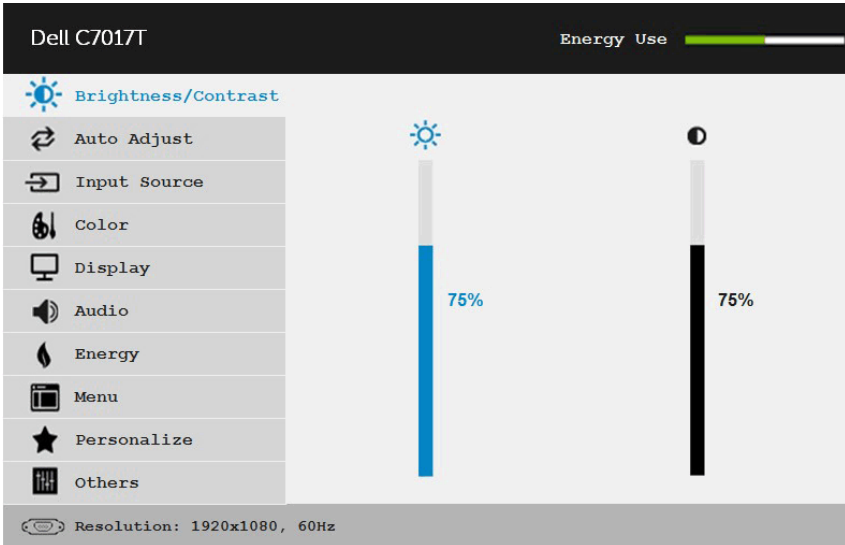 Dell C7017T
Energy Use
Brightness/Contrast
Auto Adjust
Input Source
Color
Display
Audio
75%
75%
Energy
Menu
Personalize
Others
Resolution: 1920x1080, 60Hz